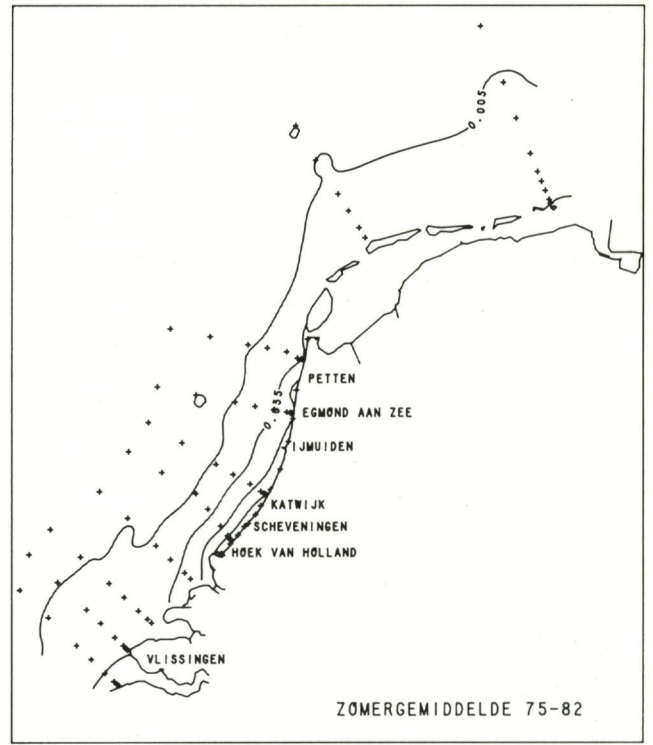 0.005
PETTEN
0.035
EGMOND AAN ZEE
IJMUIDEN
KATWIJK
SCHEVENINGEN
HOEK VAN HOLLAND
VLISSINGEN
ZOMERGEMIDDELDE 75-82